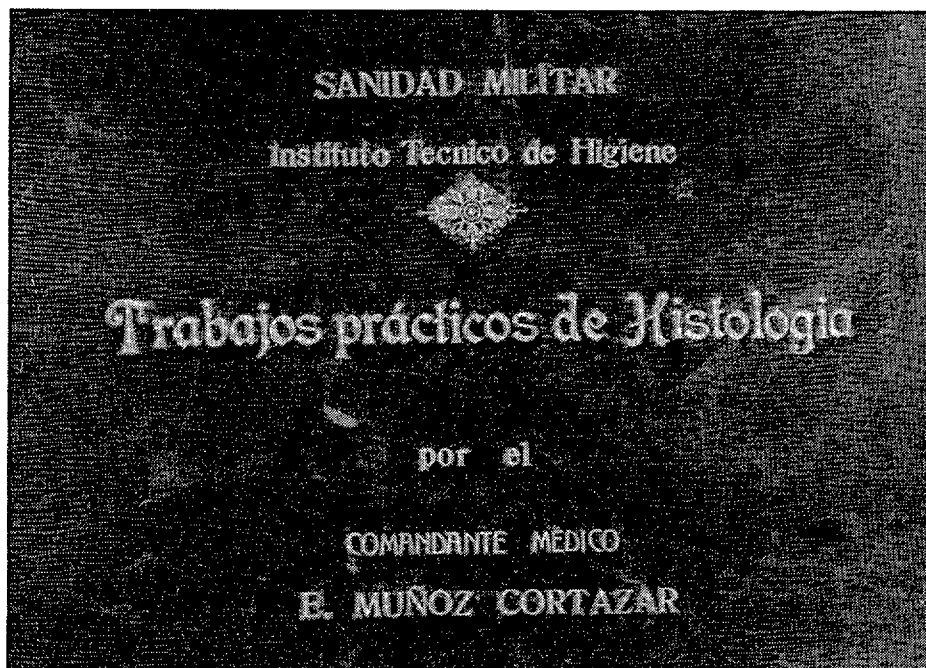 SANIDAD MILITAR
Instituto Tecnico de Higiene
Trabajos prácticos de Histologia
por el
COMANDANTE MÉDICO
E. MUÑOZ CORTAZAR